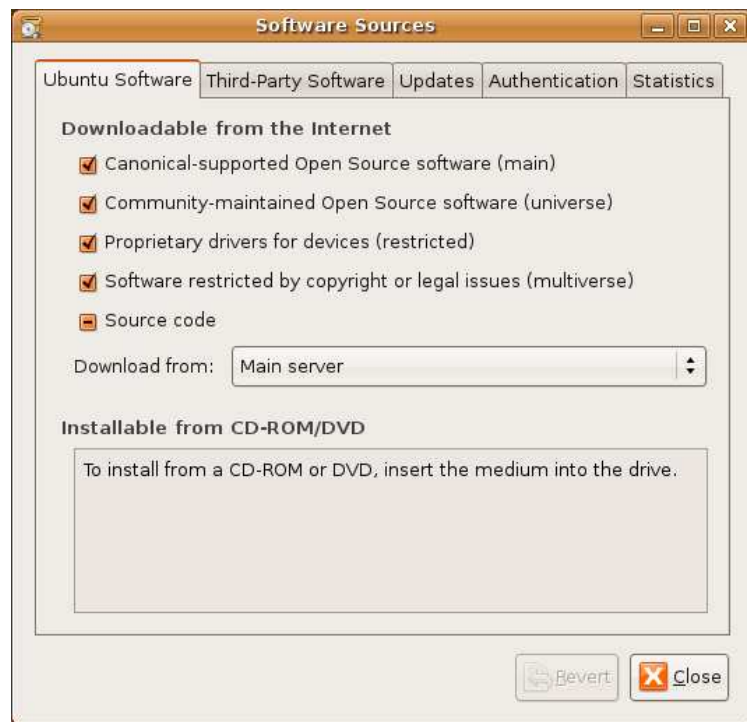 Software Sources
Ubuntu Software Third-Party Software Updates Authentication Statistics
Downloadable from the Internet
Canonical-supported Open Source software (main)
Community-maintained Open Source software (universe)
Proprietary drivers for devices (restricted)
Software restricted by copyright or legal issues (multiverse)
Source code
Download from: Main server
Installable from CD-ROM/DVD
To install from a CD-ROM or DVD, insert the medium into the drive.
Revert Close